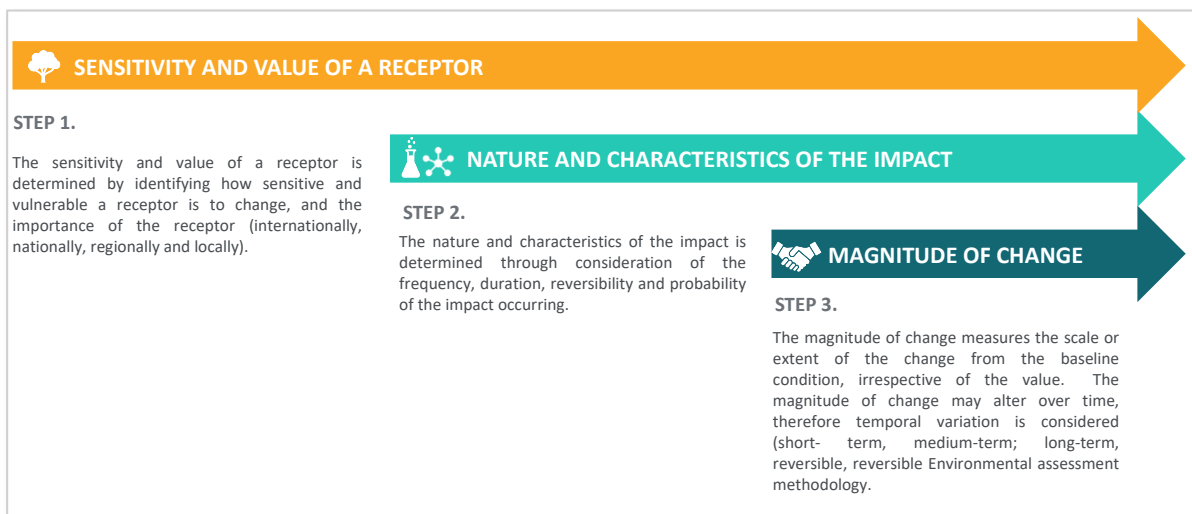 SENSITIVITY AND VALUE OF A RECEPTOR
STEP 1.
The sensitivity and value of a receptor is
determined by identifying how sensitive and
vulnerable a receptor is to change, and the
importance of the receptor (internationally,
nationally, regionally and locally).
NATURE AND CHARACTERISTICS OF THE IMPACT
STEP 2.
The nature and characteristics of the impact is
determined through consideration of the
frequency, duration, reversibility and probability
of the impact occurring.
MAGNITUDE OF CHANGE
STEP 3.
The magnitude of change measures the scale or
extent of the change from the baseline
condition, irrespective of the value. The
magnitude of change may alter over time,
therefore temporal variation is considered
(short- term, medium-term; long-term,
reversible, reversible Environmental assessment
methodology.